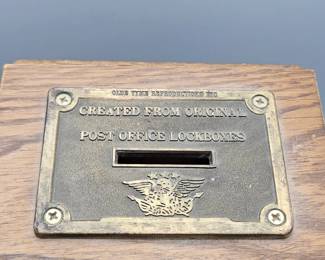 OLDE TYME REPRODUCTIONS INC
CREATED FROM ORIGINAL
POST OFFICE LOCKBOXES